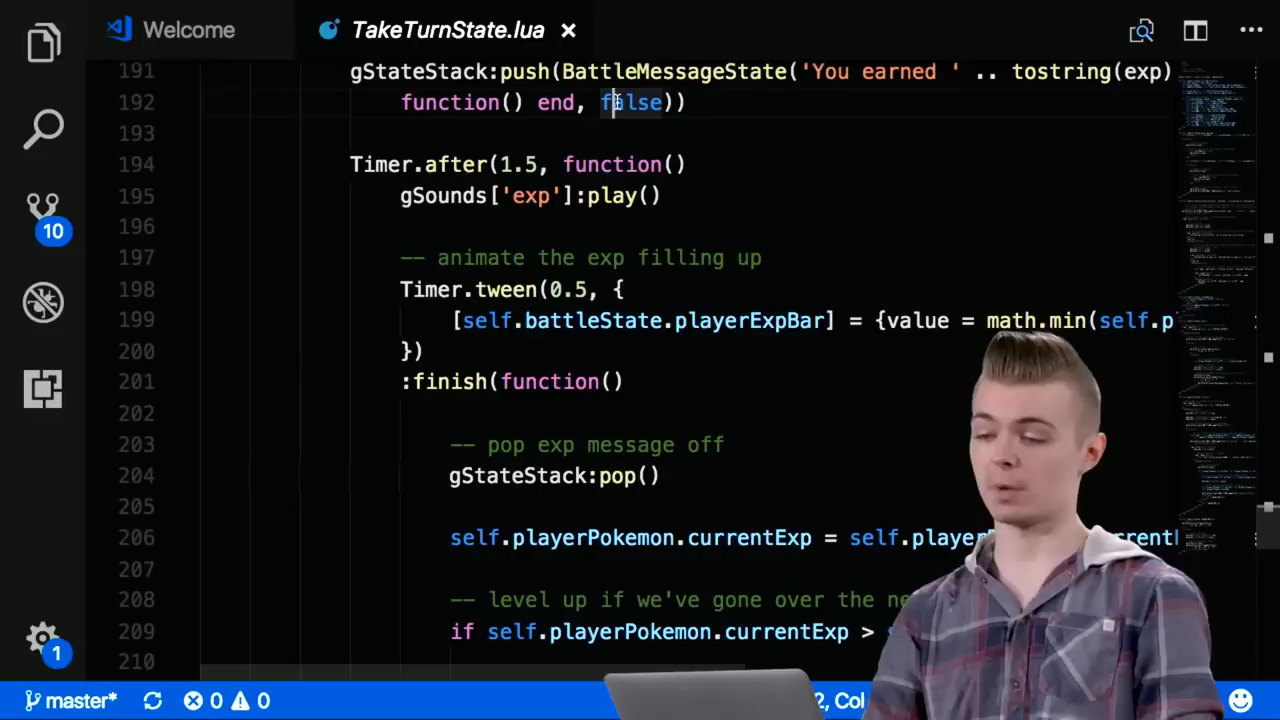 Welcome
TakeTurnState.lua
191 gStateStack:push(BattleMessageState('You earned ' .. tostring(exp)
192 function() end, false))
193
194 Timer.after(1.5, function()
195 gSounds['exp']:play()
196
197 -- animate the exp filling up
198 Timer.tween(0.5, {
199 [self.battleState.playerExpBar] = {value = math.min(self.p
200 })
201 :finish(function()
202
203 -- pop exp message off
204 gStateStack:pop()
205
206 self.playerPokemon.currentExp =
207
208 -- level up if we've gone over the
209 if self.playerPokemon.currentExp >
210
10
1
master*
0
0
Col